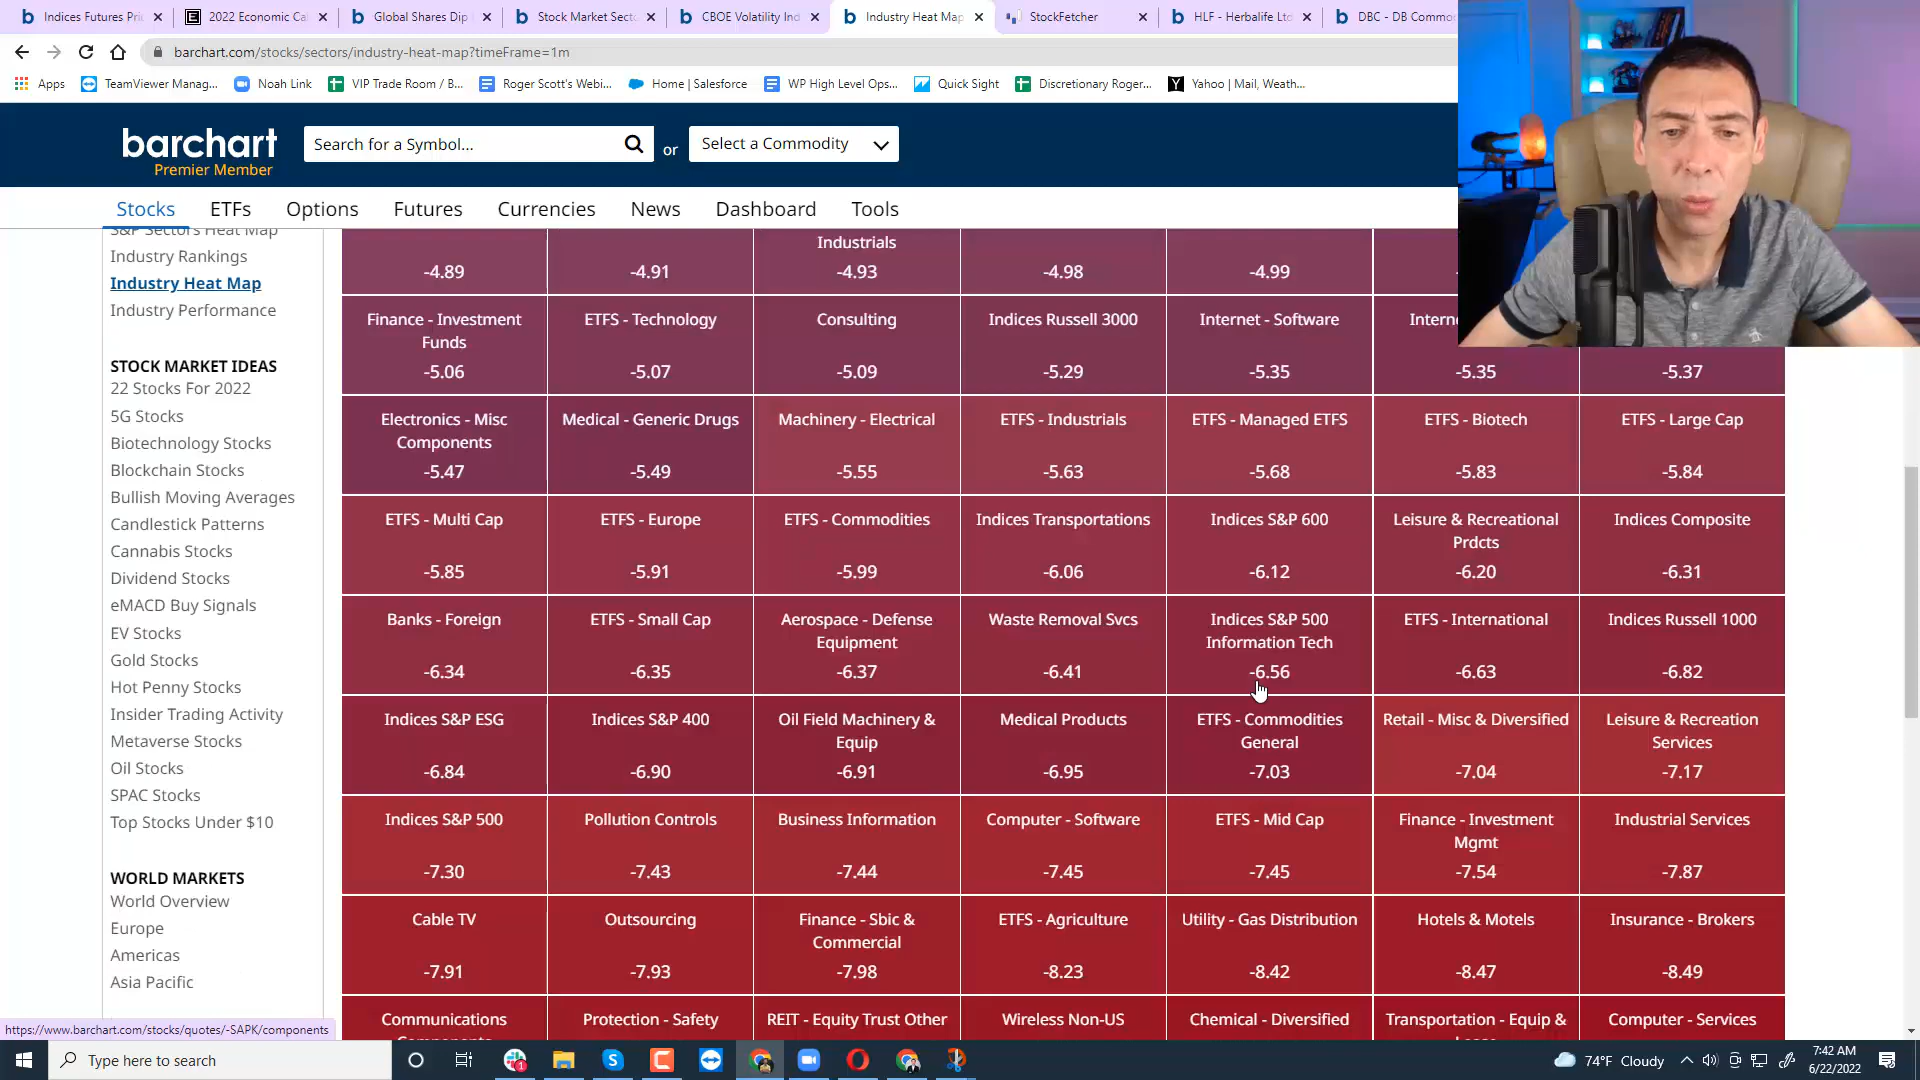 Indices Futures Pri
2022 Economic Ca
Global Shares Dip
Stock Market Sect
CBOE Volatility Ind
Industry Heat Map
StockFetcher
HLF - Herbalife Lt
DBC - DB Commo
barchart.com/stocks/sectors/industry-heat-map?timeFrame=1m
Apps
TeamViewer Manag...
Noah Link
VIP Trade Room / B...
Roger Scott's Webi...
Home | Salesforce
WP High Level Ops...
Quick Sight
Discretionary Roger...
Yahoo | Mail, Weath...
barchart
Premier Member
Search for a Symbol...
or
Select a Commodity
Stocks ETFs Options Futures Currencies News Dashboard Tools
S&P Sectors Heat Map
Industry Rankings
Industry Heat Map
Industry Performance
STOCK MARKET IDEAS
22 Stocks For 2022
5G Stocks
Biotechnology Stocks
Blockchain Stocks
Bullish Moving Averages
Candlestick Patterns
Cannabis Stocks
Dividend Stocks
eMACD Buy Signals
EV Stocks
Gold Stocks
Hot Penny Stocks
Insider Trading Activity
Metaverse Stocks
Oil Stocks
SPAC Stocks
Top Stocks Under $10
WORLD MARKETS
World Overview
Europe
Americas
Asia Pacific
Industrials
-4.89 -4.91 -4.93 -4.98 -4.99
Finance - Investment ETFS - Technology Consulting Indices Russell 3000 Internet - Software Intern
Funds
-5.06 -5.07 -5.09 -5.29 -5.35 -5.35 -5.37
Electronics - Misc Medical - Generic Drugs Machinery - Electrical ETFS - Industrials ETFS - Managed ETFS ETFS - Biotech ETFS - Large Cap
Components
-5.47 -5.49 -5.55 -5.63 -5.68 -5.83 -5.84
ETFS - Multi Cap ETFS - Europe ETFS - Commodities Indices Transportations Indices S&P 600 Leisure & Recreational Indices Composite
Prdcts
-5.85 -5.91 -5.99 -6.06 -6.12 -6.20 -6.31
Banks - Foreign ETFS - Small Cap Aerospace - Defense Waste Removal Svcs Indices S&P 500 ETFS - International Indices Russell 1000
Equipment Information Tech
-6.34 -6.35 -6.37 -6.41 -6.56 -6.63 -6.82
Indices S&P ESG Indices S&P 400 Oil Field Machinery & Medical Products ETFS - Commodities Retail - Misc & Diversified Leisure & Recreation
Equip General Services
-6.84 -6.90 -6.91 -6.95 -7.03 -7.04 -7.17
Indices S&P 500 Pollution Controls Business Information Computer - Software ETFS - Mid Cap Finance - Investment Industrial Services
Mgmt
-7.30 -7.43 -7.44 -7.45 -7.45 -7.54 -7.87
Cable TV Outsourcing Finance - Sbic & ETFS - Agriculture Utility - Gas Distribution Hotels & Motels Insurance - Brokers
Commercial
-7.91 -7.93 -7.98 -8.23 -8.42 -8.47 -8.49
Communications Protection - Safety REIT - Equity Trust Other Wireless Non-US Chemical - Diversified Transportation - Equip & Computer - Services
https://www.barchart.com/stocks/quotes/-SAPK/components
Type here to search
74°F Cloudy
7:42 AM
6/22/2022